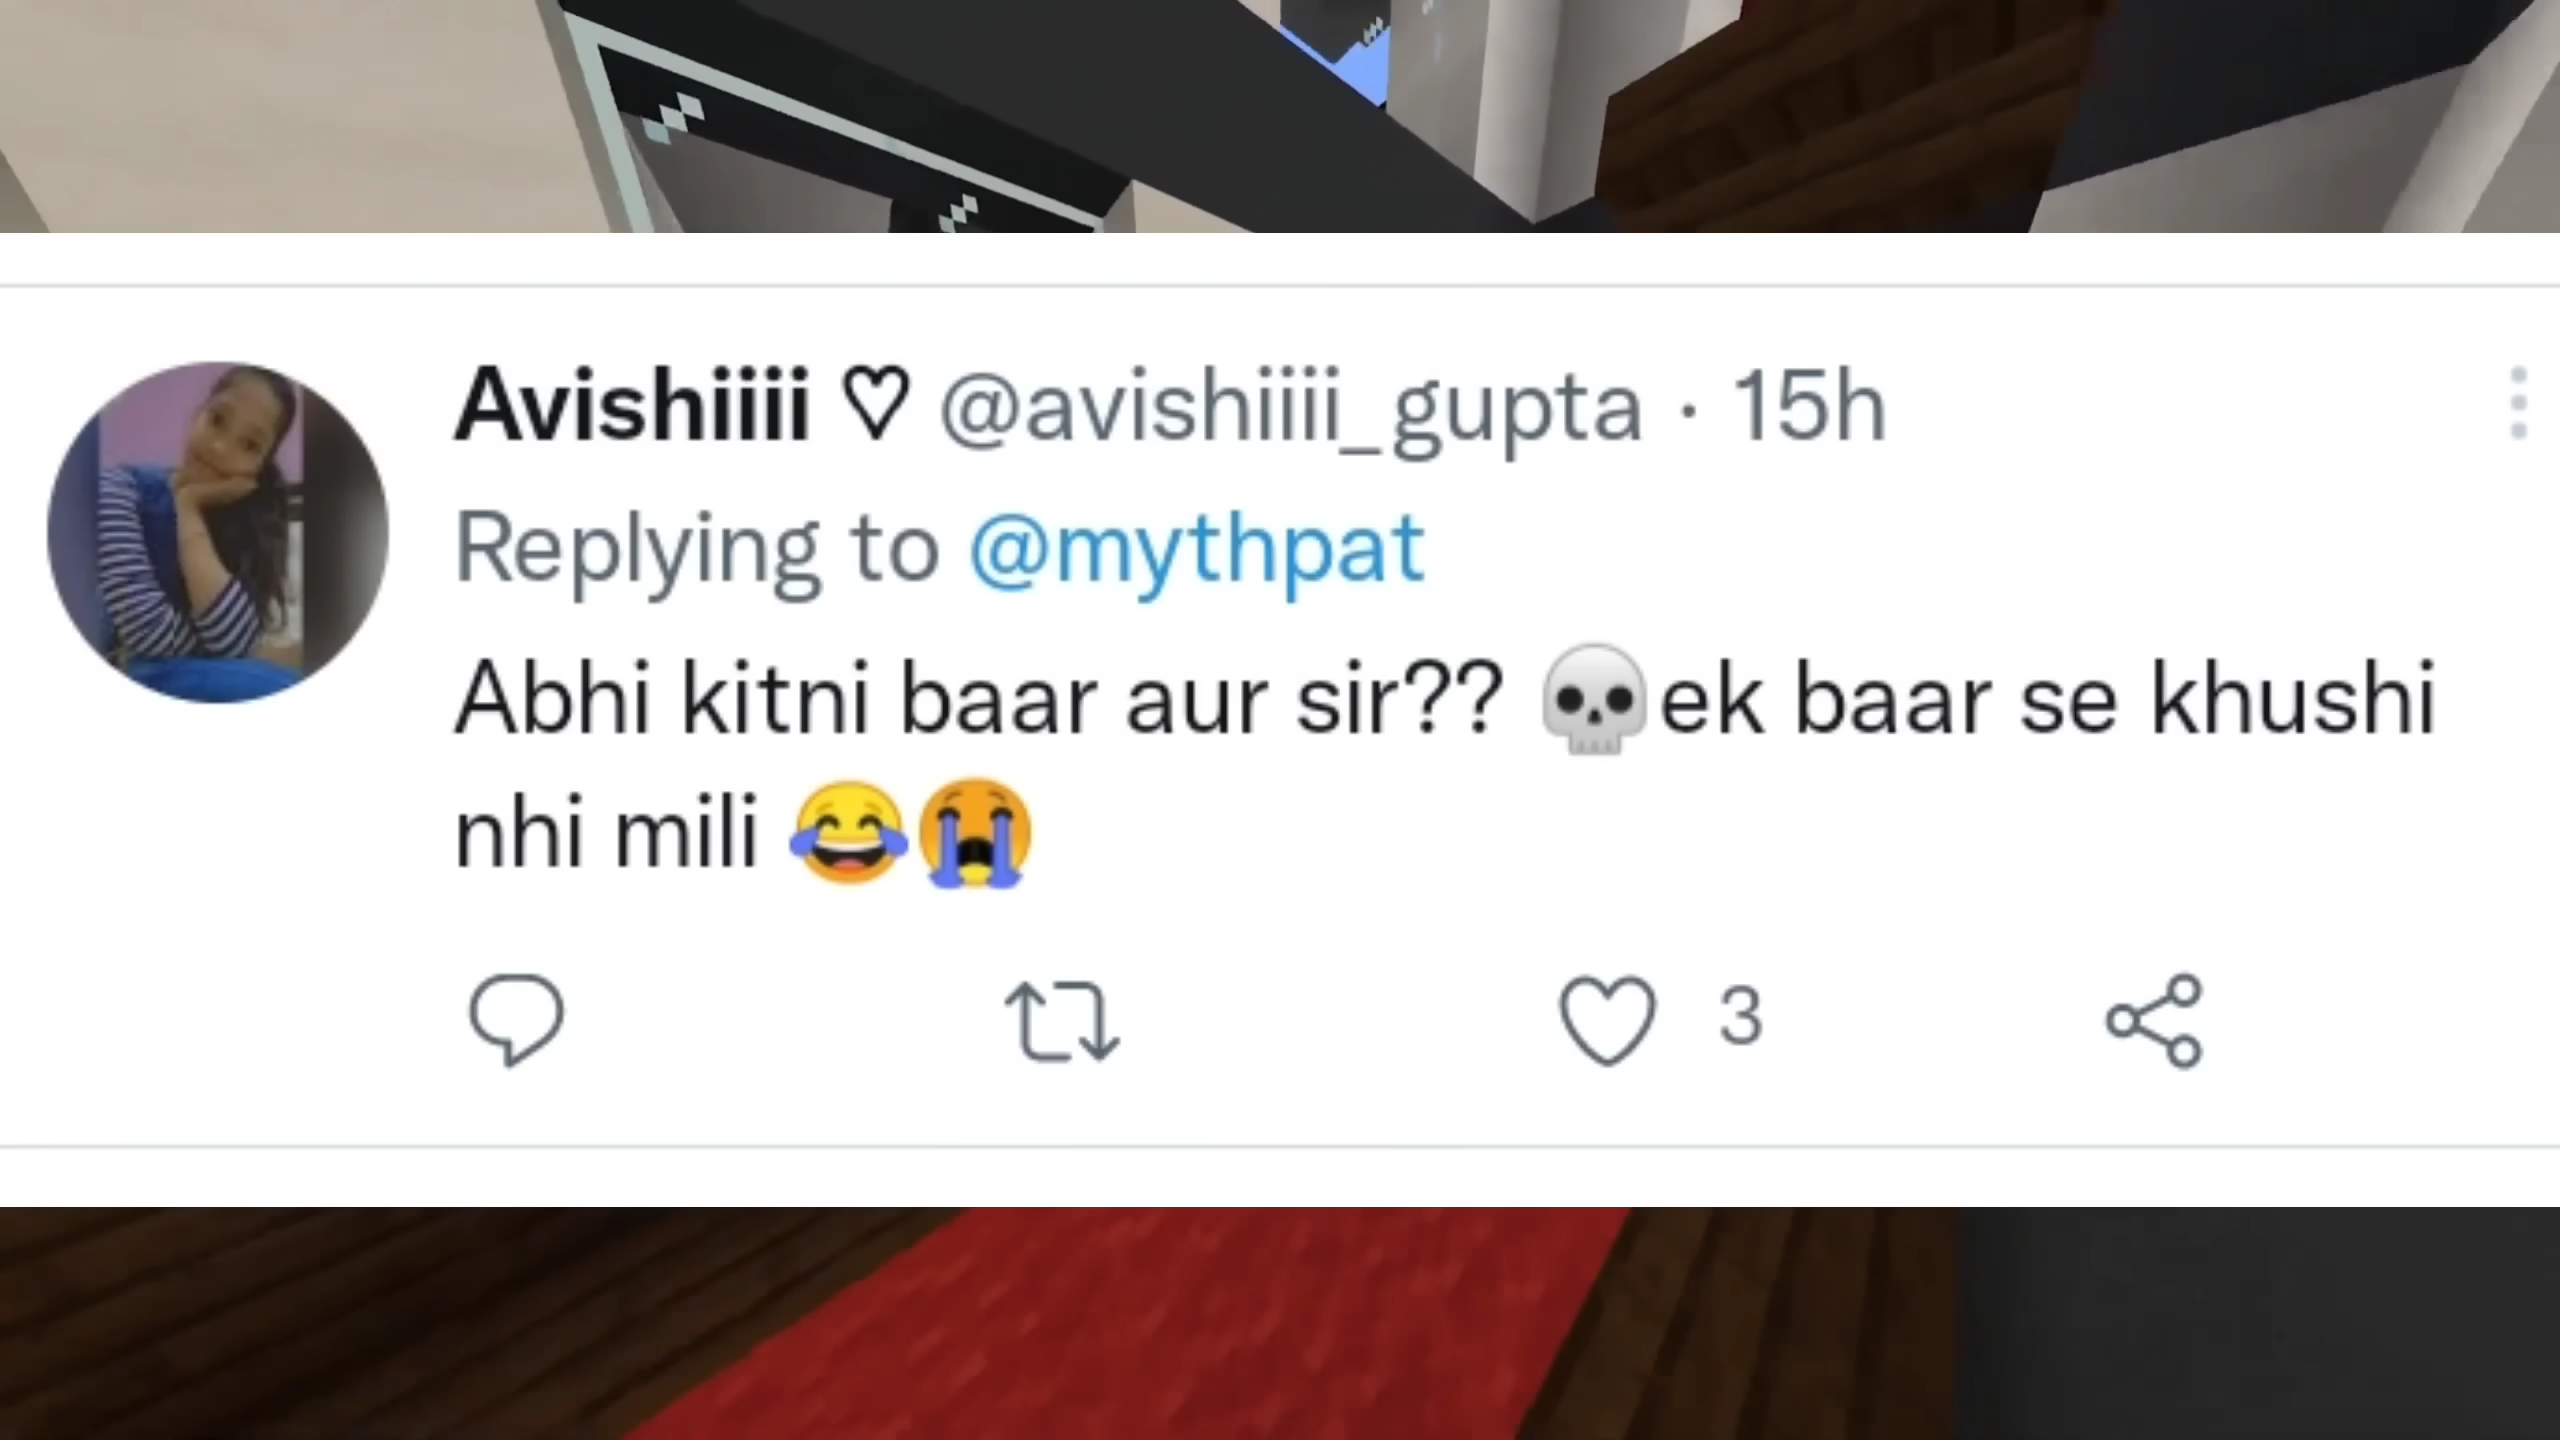 Avishiiii ♡ @avishiiii_gupta · 15h
Replying to @mythpat
Abhi kitni baar aur sir?? 💀ek baar se khushi
nhi mili 😂😭
3